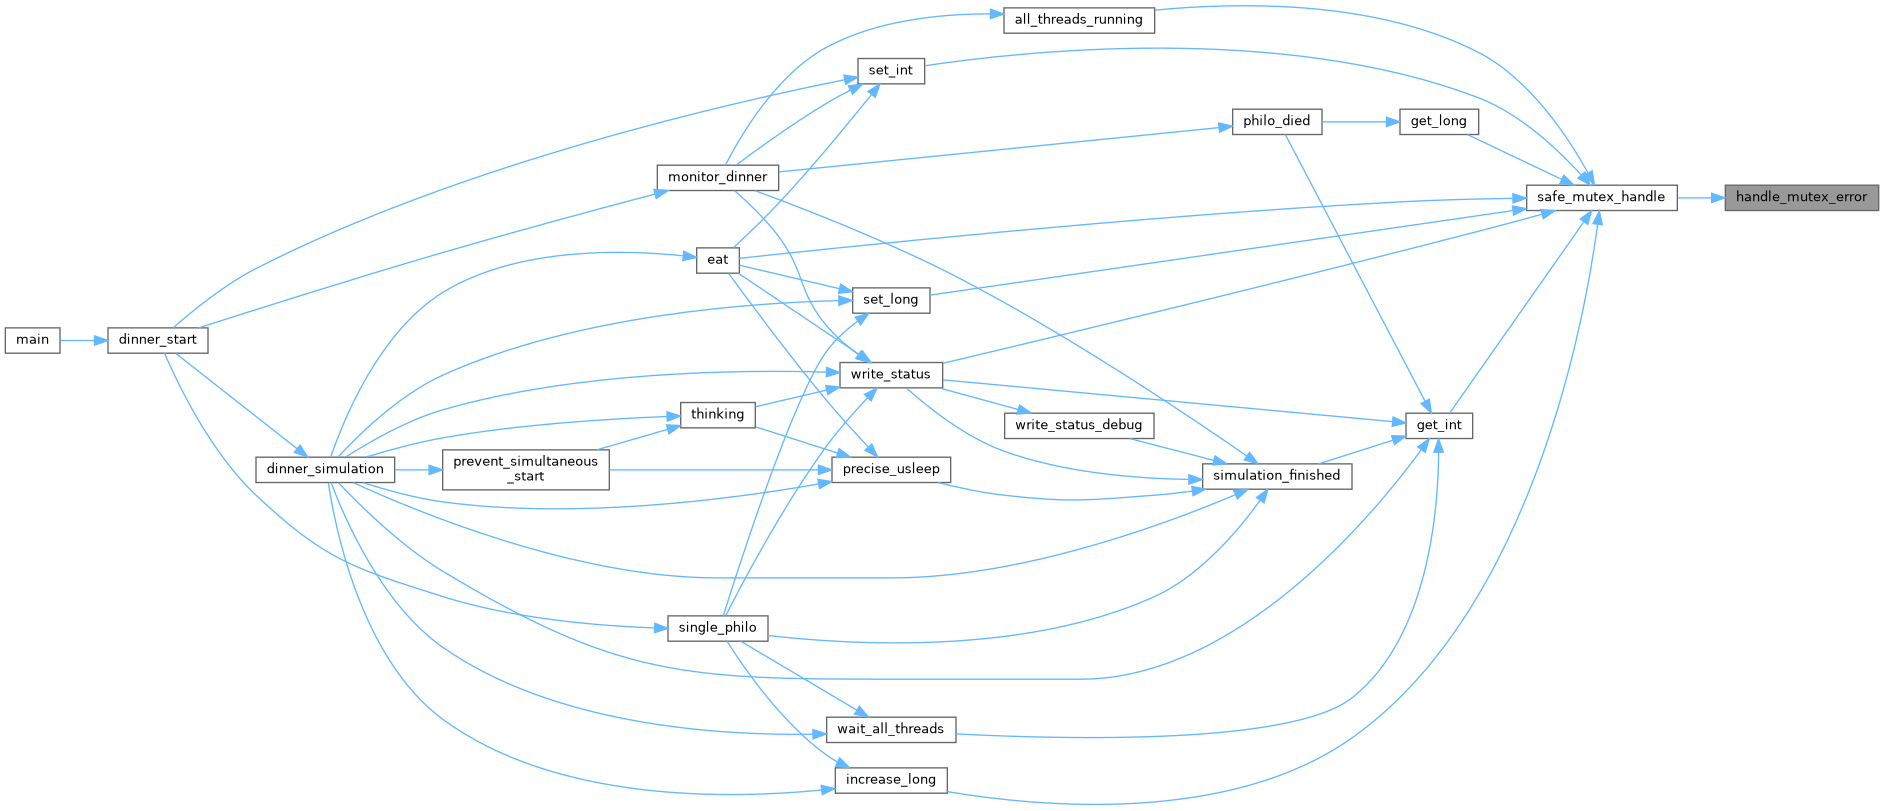 all_threads_running
set_int
philo_died
get_long
monitor_dinner
safe_mutex_handle
handle_mutex_error
eat
set_long
main
dinner_start
write_status
thinking
write_status_debug
get_int
dinner_simulation
prevent_simultaneous
_start
precise_usleep
simulation_finished
single_philo
wait_all_threads
increase_long